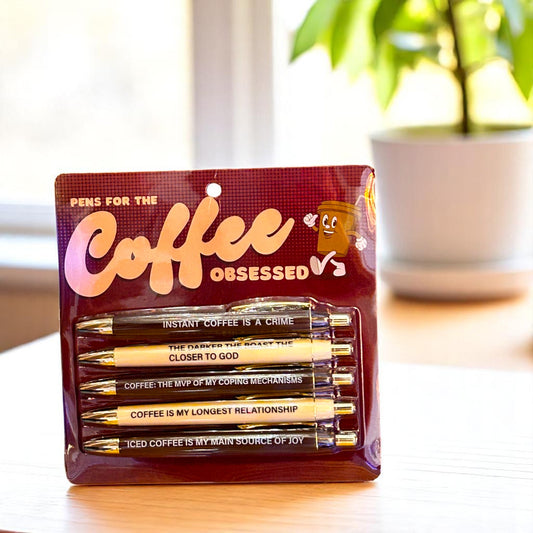 PENS FOR THE
Coffee
OBSESSED
INSTANT COFFEE IS A CRIME
THE DARKER THE ROAST THE
CLOSER TO GOD
COFFEE: THE MVP OF MY COPING MECHANISMS
COFFEE IS MY LONGEST RELATIONSHIP
ICED COFFEE IS MY MAIN SOURCE OF JOY